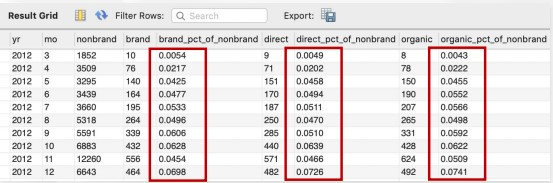 Result Grid Filter Rows: Search Export:
yr mo nonbrand brand brand_pct_of_nonbrand direct direct_pct_of_nonbrand organic organic_pct_of_nonbrand
2012 3 1852 10 0.0054 9 0.0049 8 0.0043
2012 4 3509 76 0.0217 71 0.0202 78 0.0222
2012 5 3295 140 0.0425 151 0.0458 150 0.0455
2012 6 3439 164 0.0477 170 0.0494 190 0.0552
2012 7 3660 195 0.0533 187 0.0511 207 0.0566
2012 8 5318 264 0.0496 250 0.0470 265 0.0498
2012 9 5591 339 0.0606 285 0.0510 331 0.0592
2012 10 6883 432 0.0628 440 0.0639 428 0.0622
2012 11 12260 556 0.0454 571 0.0466 624 0.0509
2012 12 6643 464 0.0698 482 0.0726 492 0.0741